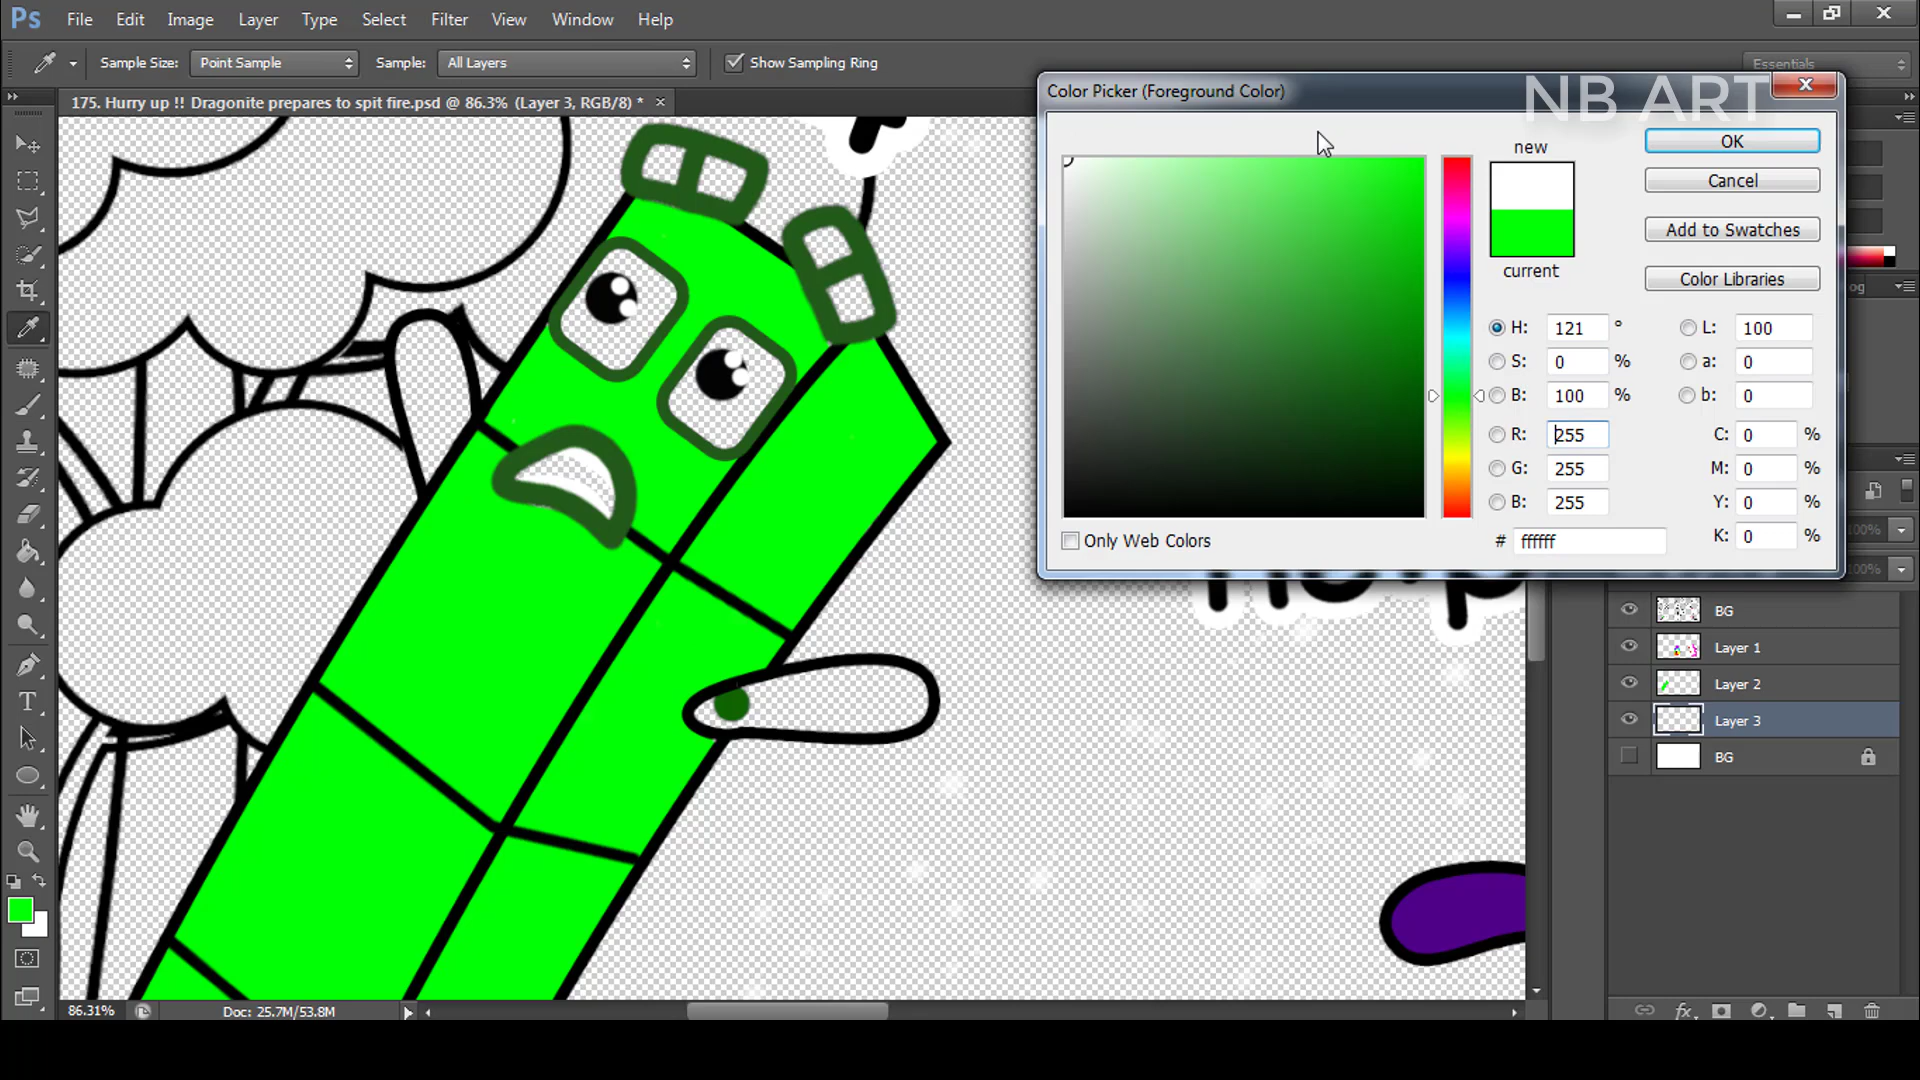 Ps File Edit Image Layer Type Select Filter View Window Help
Sample Size: Point Sample Sample: All Layers Show Sampling Ring Essentials
175. Hurry up !! Dragonite prepares to spit fire.psd @ 86.3% (Layer 3, RGB/8) *
NB ART
Color Picker (Foreground Color)
new
OK
Cancel
Add to Swatches
current
Color Libraries
H: 121 ° L: 100
S: 0 % a: 0
B: 100 % b: 0
R: 255 C: 0 %
G: 255 M: 0 %
B: 255 Y: 0 %
# ffffff K: 0 %
Only Web Colors
100%
100%
BG
Layer 1
Layer 2
Layer 3
BG
86.31% Doc: 25.7M/53.8M
fx